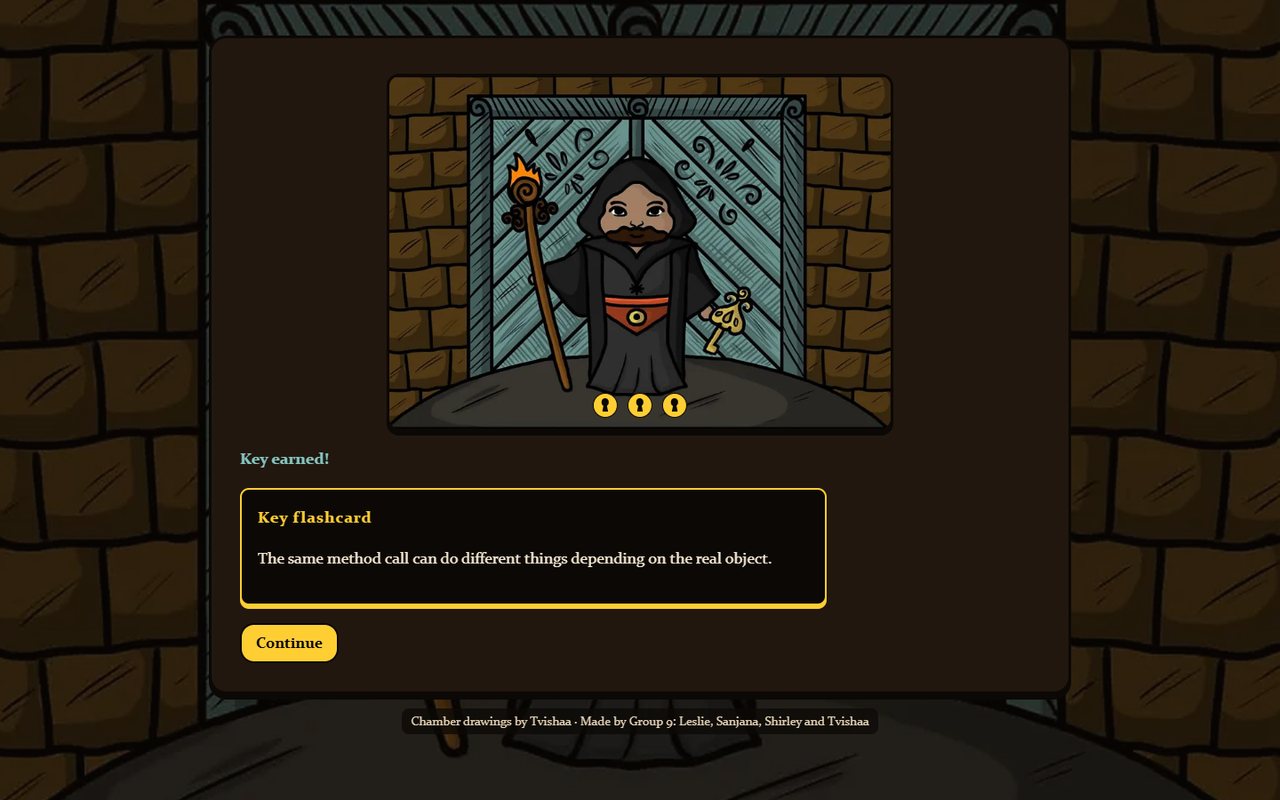 Key earned!
Key flashcard
The same method call can do different things depending on the real object.
Continue
Chamber drawings by Tvishaa · Made by Group 9: Leslie, Sanjana, Shirley and Tvishaa